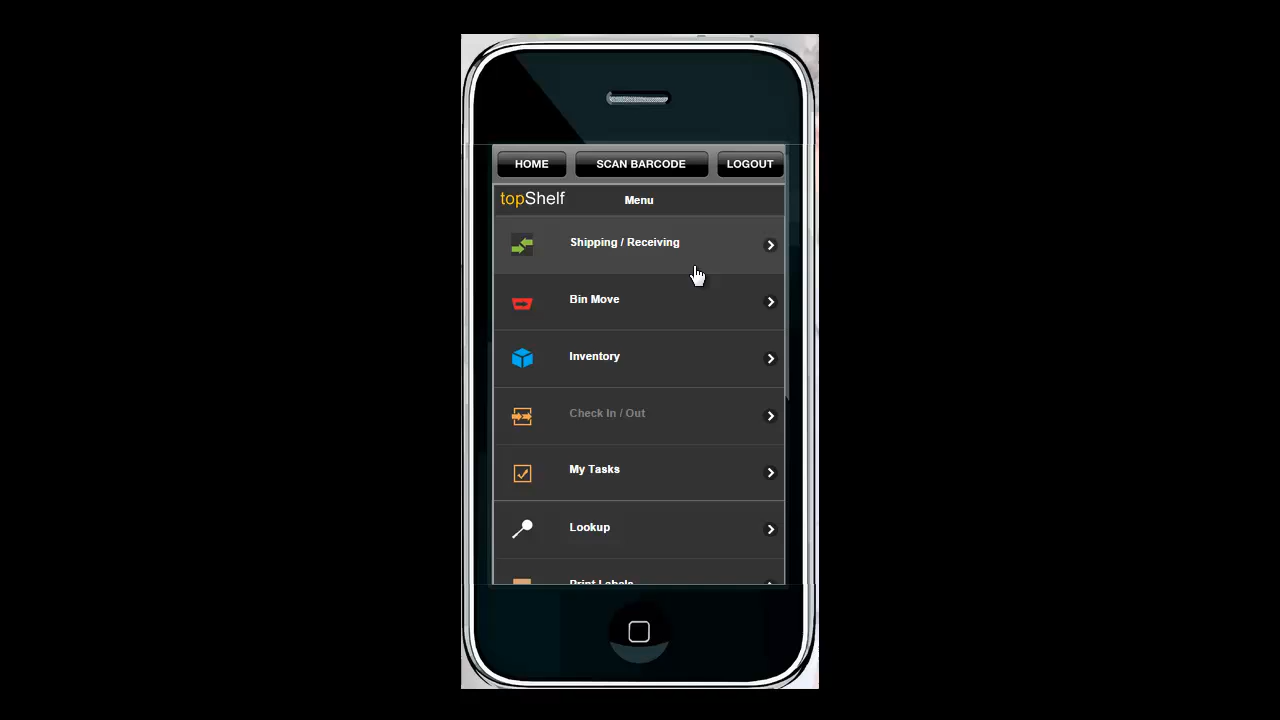 HOME SCAN BARCODE LOGOUT
topShelf Menu
Shipping / Receiving
Bin Move
Inventory
Check In / Out
My Tasks
Lookup
Print Labels